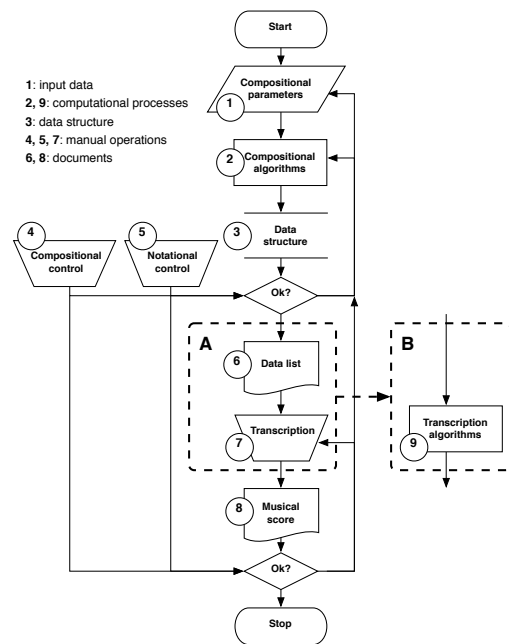 Start
1: input data
2, 9: computational processes
3: data structure
4, 5, 7: manual operations
6, 8: documents
Compositional
parameters
1
2
Compositional
algorithms
3
Data
structure
4
Compositional
control
5
Notational
control
Ok?
A
B
6
Data list
Transcription
7
Transcription
algorithms
9
8
Musical
score
Ok?
Stop